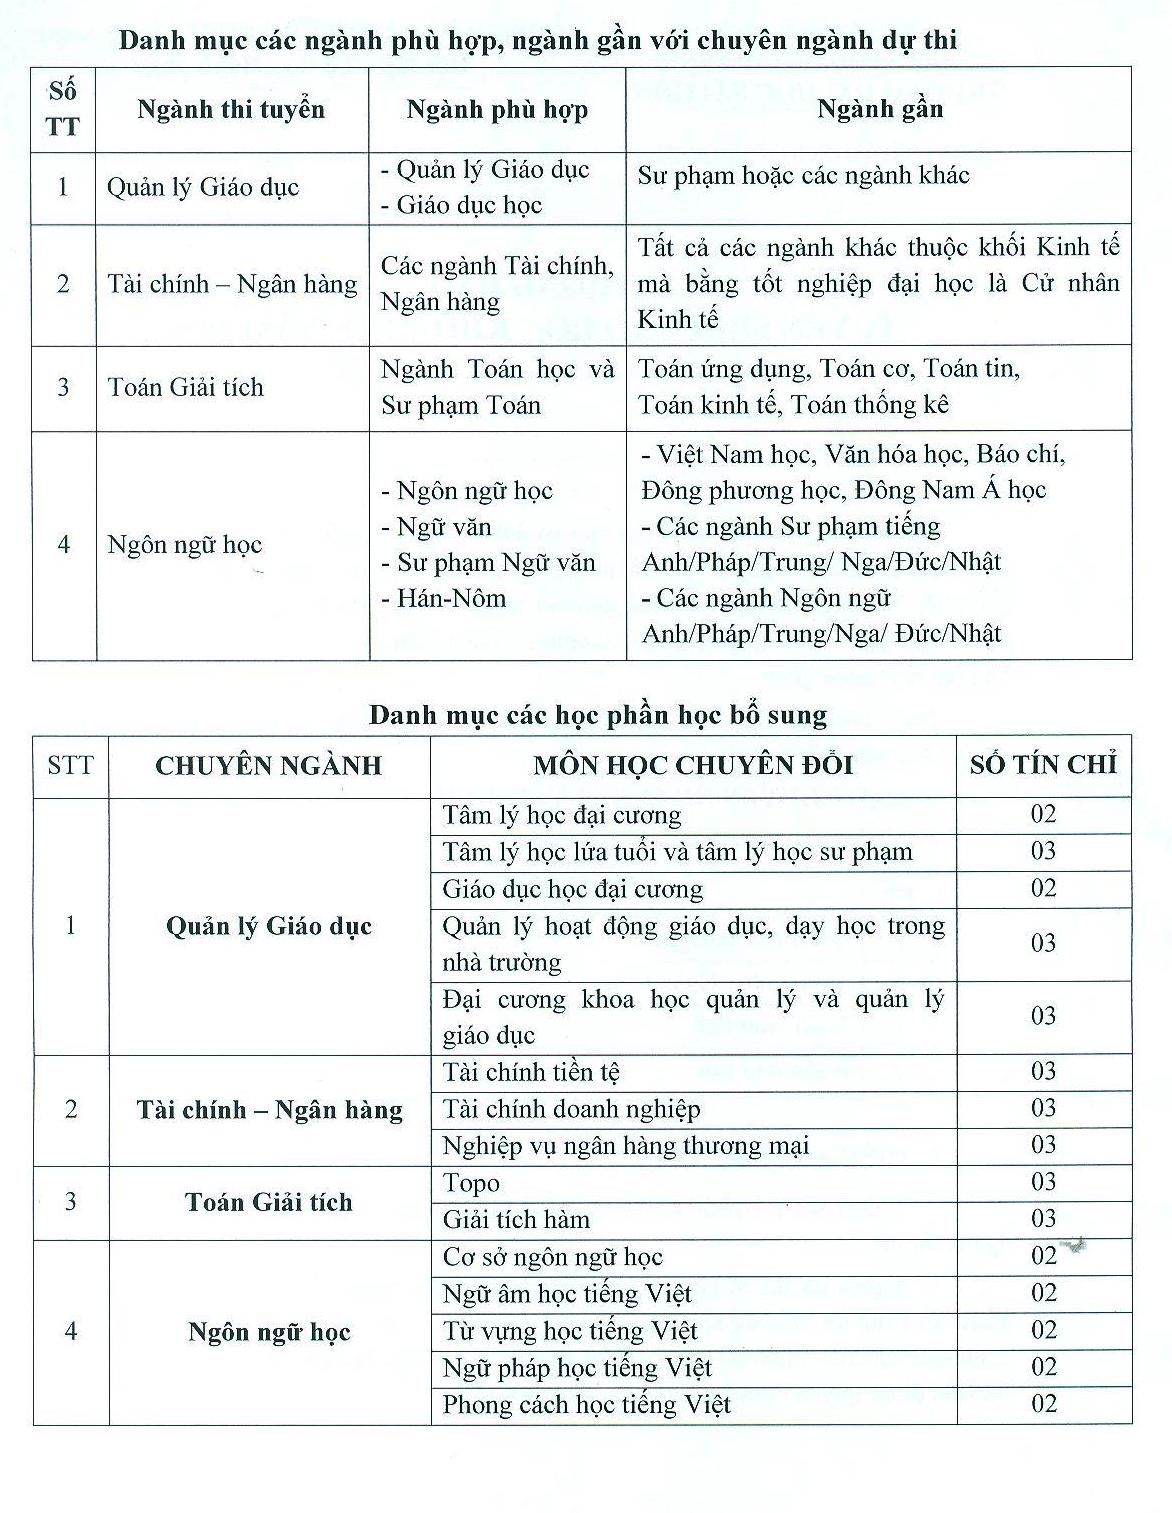 Danh mục các ngành phù hợp, ngành gần với chuyên ngành dự thi
Số TT
Ngành thi tuyển
Ngành phù hợp
Ngành gần
1
Quản lý Giáo dục
- Quản lý Giáo dục
- Giáo dục học
Sư phạm hoặc các ngành khác
2
Tài chính – Ngân hàng
Các ngành Tài chính,
Ngân hàng
Tất cả các ngành khác thuộc khối Kinh tế
mà bằng tốt nghiệp đại học là Cử nhân
Kinh tế
3
Toán Giải tích
Ngành Toán học và
Sư phạm Toán
Toán ứng dụng, Toán cơ, Toán tin,
Toán kinh tế, Toán thống kê
4
Ngôn ngữ học
- Ngôn ngữ học
- Ngữ văn
- Sư phạm Ngữ văn
- Hán-Nôm
- Việt Nam học, Văn hóa học, Báo chí,
Đông phương học, Đông Nam Á học
- Các ngành Sư phạm tiếng
Anh/Pháp/Trung/ Nga/Đức/Nhật
- Các ngành Ngôn ngữ
Anh/Pháp/Trung/Nga/ Đức/Nhật
Danh mục các học phần học bổ sung
STT
CHUYÊN NGÀNH
MÔN HỌC CHUYÊN ĐỔI
SỐ TÍN CHỈ
1
Quản lý Giáo dục
Tâm lý học đại cương
02
Tâm lý học lứa tuổi và tâm lý học sư phạm
03
Giáo dục học đại cương
02
Quản lý hoạt động giáo dục, dạy học trong
nhà trường
03
Đại cương khoa học quản lý và quản lý
giáo dục
03
2
Tài chính – Ngân hàng
Tài chính tiền tệ
03
Tài chính doanh nghiệp
03
Nghiệp vụ ngân hàng thương mại
03
3
Toán Giải tích
Topo
03
Giải tích hàm
03
4
Ngôn ngữ học
Cơ sở ngôn ngữ học
02
Ngữ âm học tiếng Việt
02
Từ vựng học tiếng Việt
02
Ngữ pháp học tiếng Việt
02
Phong cách học tiếng Việt
02